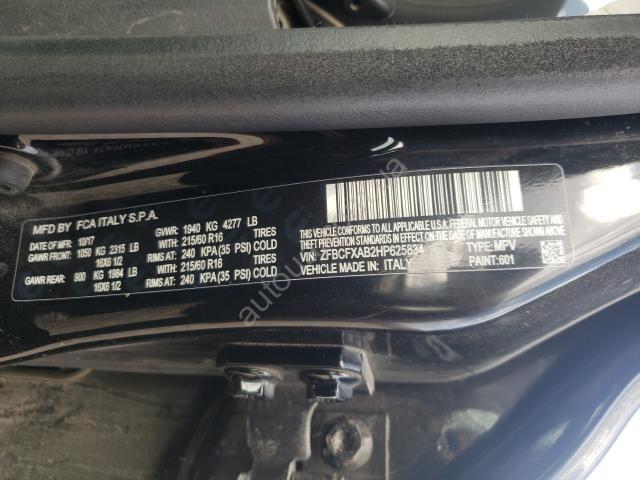 MFD BY FCA ITALY S.P.A.
DATE OF MFR: 10/17 GVWR: 1940 KG 4277 LB
GAWR FRONT: 1050 KG 2315 LB WITH 215/60 R16 TIRES
16X6 1/2 RIMS AT: 240 KPA(35 PSI) COLD
GAWR REAR: 900 KG 1984 LB WITH 215/60 R16 TIRES
16X6 1/2 RIMS AT: 240 KPA(35 PSI) COLD
THIS VEHICLE CONFORMS TO ALL APPLICABLE U.S.A. FEDERAL MOTOR VEHICLE SAFETY, BUMPER AND THEFT PREVENTION STANDARDS IN EFFECT ON THE DATE OF MANUFACTURE SHOWN ABOVE.
VIN: ZFBCFXAB2HP625834 TYPE: MPV
VEHICLE MADE IN: ITALY PAINT: 601